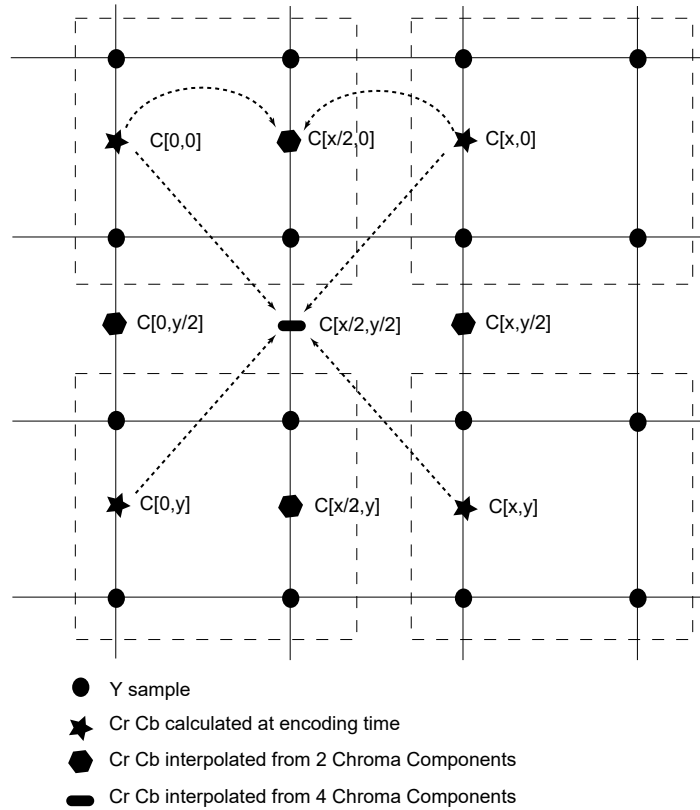 C[0,0]
C[x/2,0]
C[x,0]
C[0,y/2]
C[x/2,y/2]
C[x,y/2]
C[0,y]
C[x/2,y]
C[x,y]
Y sample
Cr Cb calculated at encoding time
Cr Cb interpolated from 2 Chroma Components
Cr Cb interpolated from 4 Chroma Components